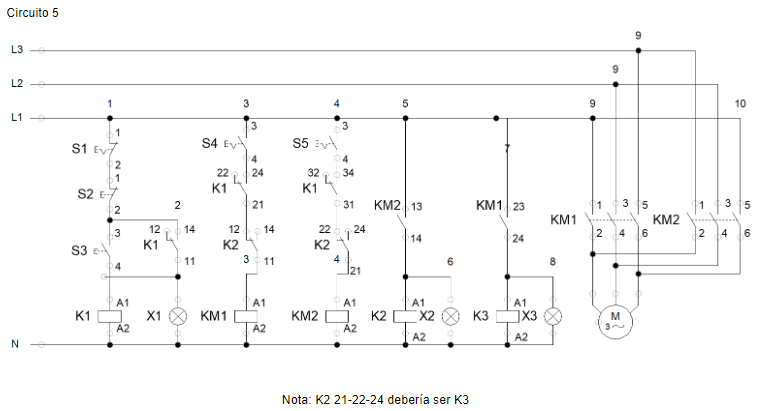 Circuito 5
9
L3
9
L2
1 3 4 5 9 10
L1
1 3 3 7
S1 S4 S5
2 4 4
1 22 24 32 34
S2 K1 K1
2 2 21 31 KM2 13 KM1 23 KM1 1 3 5 KM2 1 3 5
3 12 14 12 14 22 24
S3 K1 K2 K2 14 24 2 4 6 2 4 6
4 11 3 11 4 21 6 8
A1 A1 A1 A1 A1
K1 X1 KM1 KM2 K2 X2 K3 X3 M
3
A2 A2 A2 A2 A2
N
Nota: K2 21-22-24 debería ser K3